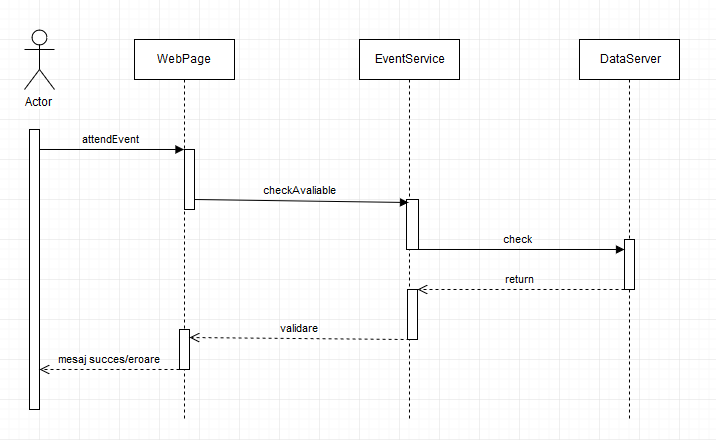 WebPage
EventService
DataServer
Actor
attendEvent
checkAvaliable
check
return
validare
mesaj succes/eroare